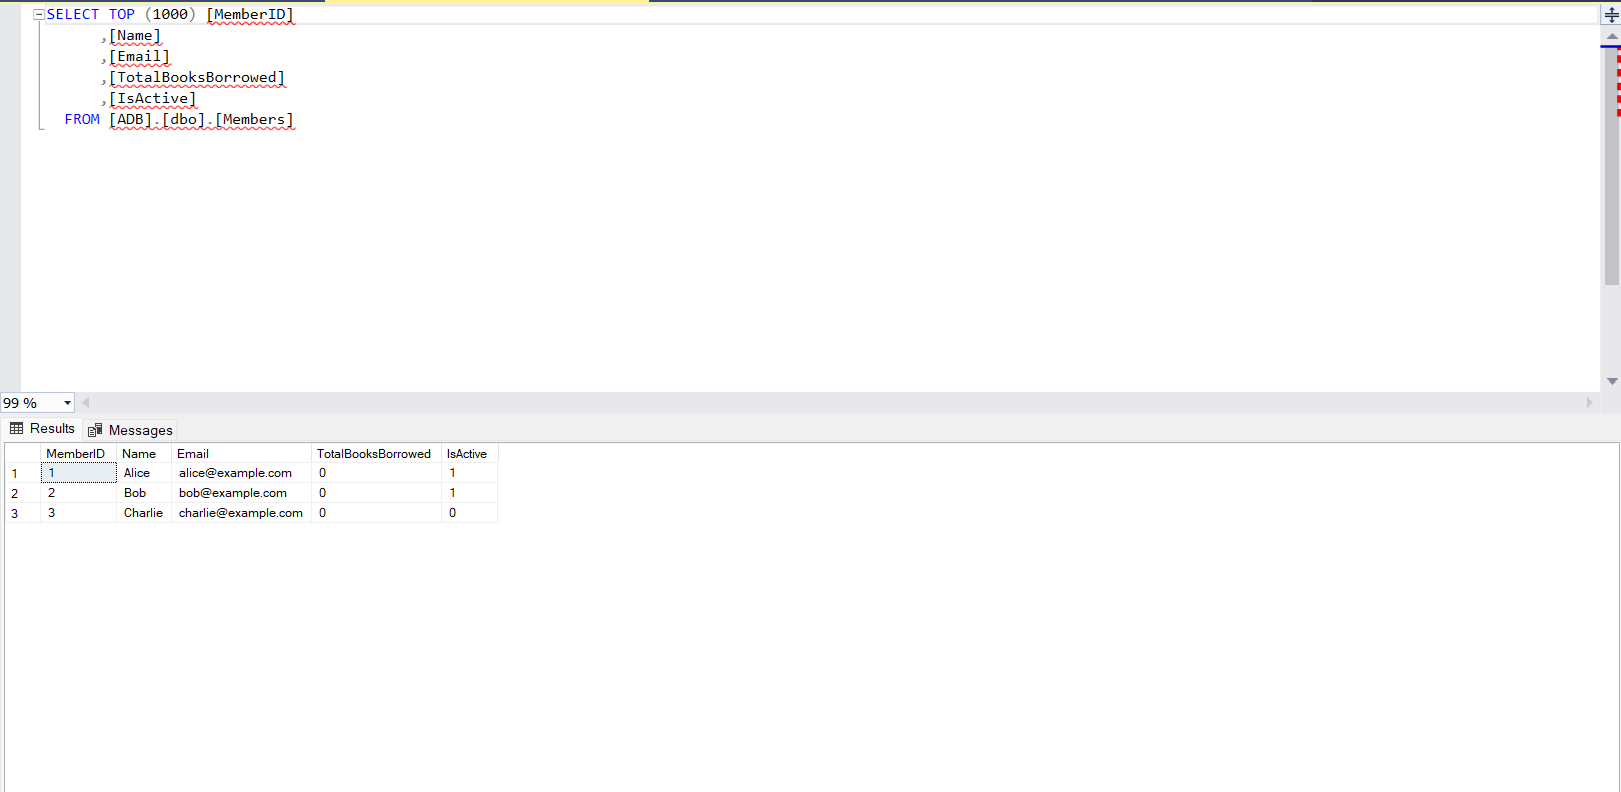 SELECT TOP (1000) [MemberID]
,[Name]
,[Email]
,[TotalBooksBorrowed]
,[IsActive]
FROM [ADB].[dbo].[Members]
99 %
Results Messages
MemberID Name Email TotalBooksBorrowed IsActive
1 1 Alice alice@example.com 0 1
2 2 Bob bob@example.com 0 1
3 3 Charlie charlie@example.com 0 0